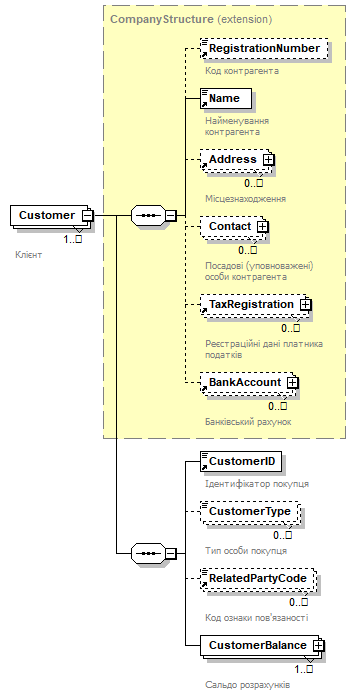 CompanyStructure (extension)
RegistrationNumber
Код контрагента
Name
Найменування
контрагента
Address
0..□
Місцезнаходження
Customer
1..□
Клієнт
Contact
0..□
Посадові (уповноважені)
особи контрагента
TaxRegistration
0..□
Реєстраційні дані платника
податків
BankAccount
0..□
Банківський рахунок
CustomerID
Ідентифікатор покупця
CustomerType
0..□
Тип особи покупця
RelatedPartyCode
0..□
Код ознаки пов'язаності
CustomerBalance
1..□
Сальдо розрахунків